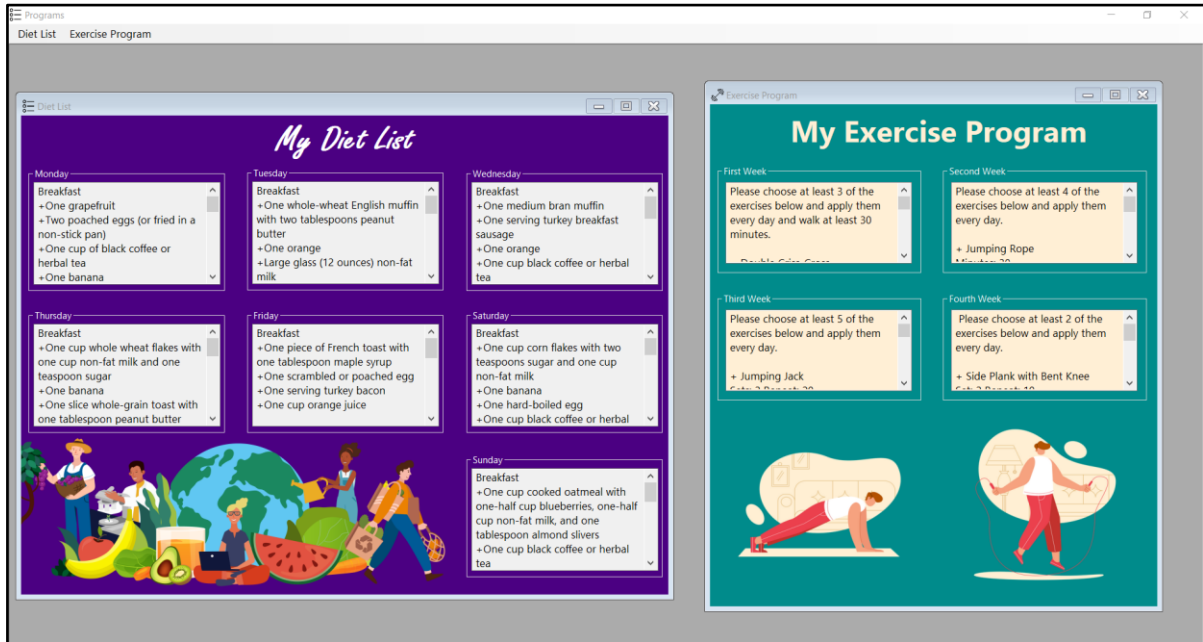 Programs
Diet List Exercise Program
Diet List
My Diet List
Monday
Breakfast
+One grapefruit
+Two poached eggs (or fried in a
non-stick pan)
+One cup of black coffee or
herbal tea
+One banana
Tuesday
Breakfast
+One whole-wheat English muffin
with two tablespoons peanut
butter
+One orange
+Large glass (12 ounces) non-fat
milk
Wednesday
Breakfast
+One medium bran muffin
+One serving turkey breakfast
sausage
+One orange
+One cup black coffee or herbal
tea
Thursday
Breakfast
+One cup whole wheat flakes with
one cup non-fat milk and one
teaspoon sugar
+One banana
+One slice whole-grain toast with
one tablespoon peanut butter
Friday
Breakfast
+One piece of French toast with
one tablespoon maple syrup
+One scrambled or poached egg
+One serving turkey bacon
+One cup orange juice
Saturday
Breakfast
+One cup corn flakes with two
teaspoons sugar and one cup
non-fat milk
+One banana
+One hard-boiled egg
+One cup black coffee or herbal
Sunday
Breakfast
+One cup cooked oatmeal with
one-half cup blueberries, one-half
cup non-fat milk, and one
tablespoon almond slivers
+One cup black coffee or herbal
tea
Exercise Program
My Exercise Program
First Week
Please choose at least 3 of the
exercises below and apply them
every day and walk at least 30
minutes.
Second Week
Please choose at least 4 of the
exercises below and apply them
every day.
+ Jumping Rope
Third Week
Please choose at least 5 of the
exercises below and apply them
every day.
+ Jumping Jack
Fourth Week
Please choose at least 2 of the
exercises below and apply them
every day.
+ Side Plank with Bent Knee